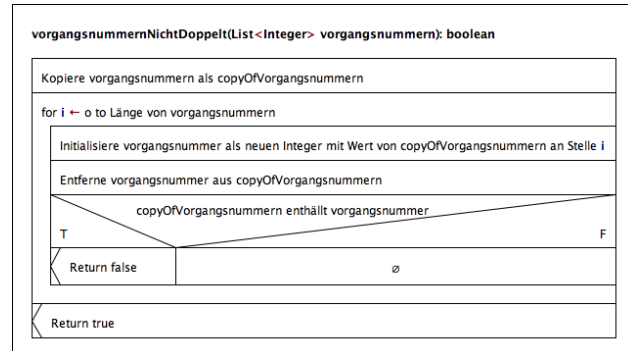 vorgangsnummernNichtDoppelt(List<Integer> vorgangsnummern): boolean
Kopiere vorgangsnummern als copyOfVorgangsnummern
for i ← o to Länge von vorgangsnummern
Initialisiere vorgangsnummer als neuen Integer mit Wert von copyOfVorgangsnummern an Stelle i
Entferne vorgangsnummer aus copyOfVorgangsnummern
copyOfVorgangsnummern enthällt vorgangsnummer
T F
Return false ∅
Return true